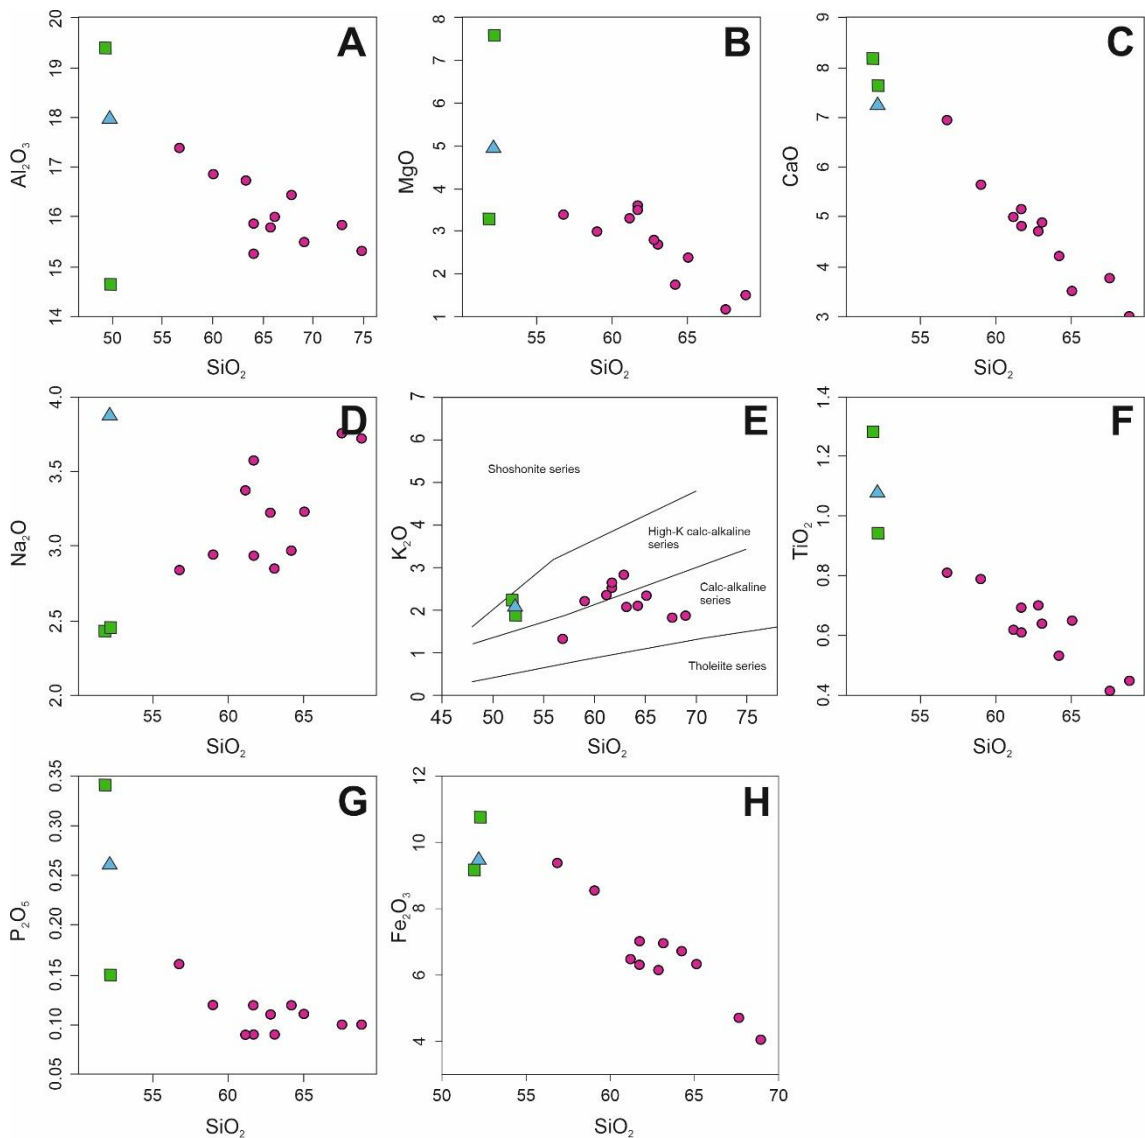 A
Al₂O₃
20
19
18
17
16
15
14
50 55 60 65 70 75
SiO₂
B
MgO
8
7
6
5
4
3
2
1
55 60 65
SiO₂
C
CaO
9
8
7
6
5
4
3
55 60 65
SiO₂
D
Na₂O
4.0
3.5
3.0
2.5
2.0
55 60 65
SiO₂
E
K₂O
7
6
5
4
3
2
1
0
Shoshonite series
High-K calc-alkaline
series
Calc-alkaline
series
Tholeiite series
45 50 55 60 65 70 75
SiO₂
F
TiO₂
1.4
1.2
1.0
0.8
0.6
0.4
55 60 65
SiO₂
G
P₂O₅
0.35
0.30
0.25
0.20
0.15
0.10
0.05
55 60 65
SiO₂
H
Fe₂O₃
12
10
8
6
4
50 55 60 65 70
SiO₂